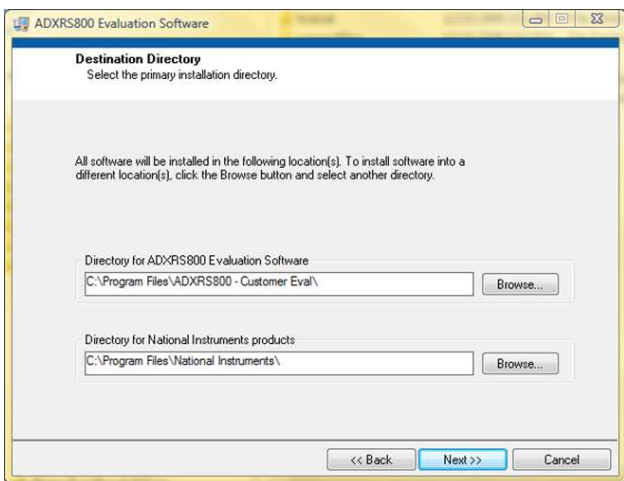 ADXRS800 Evaluation Software
Destination Directory
Select the primary installation directory.
All software will be installed in the following location(s). To install software into a
different location(s), click the Browse button and select another directory.
Directory for ADXRS800 Evaluation Software
C:\Program Files\ADXRS800 - Customer Eval\
Browse...
Directory for National Instruments products
C:\Program Files\National Instruments\
Browse...
<< Back
Next >>
Cancel